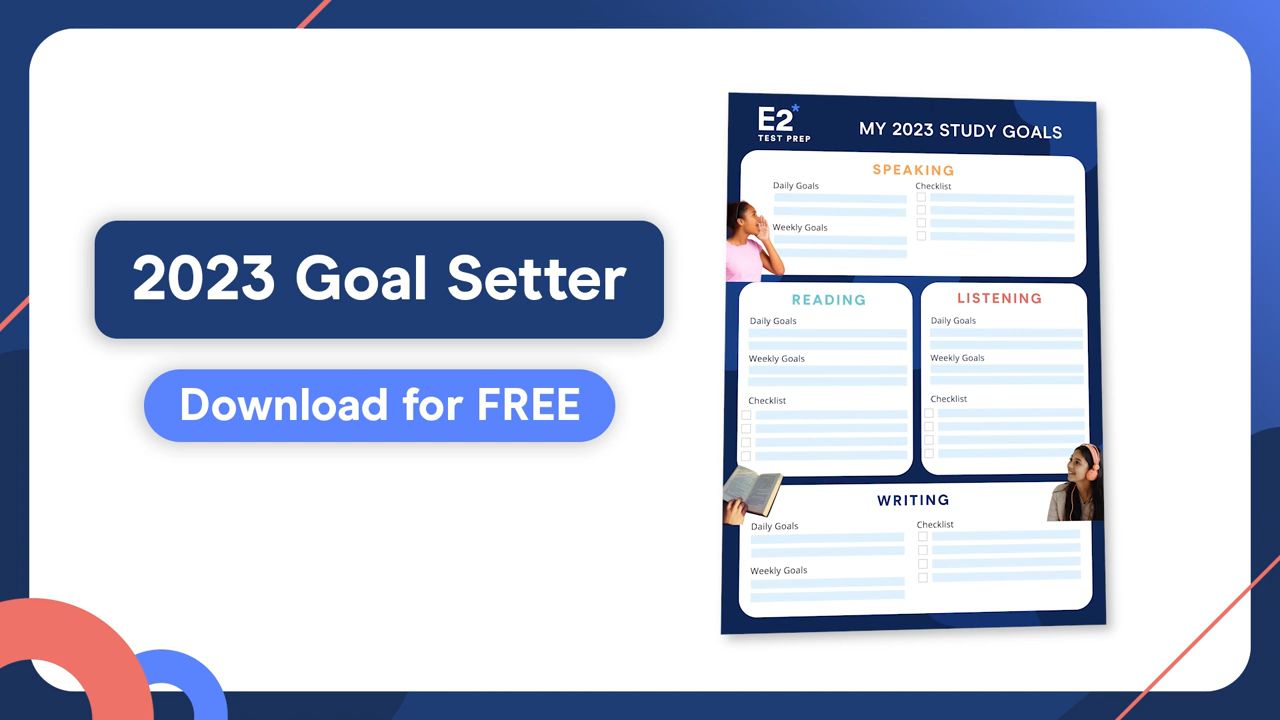 2023 Goal Setter
Download for FREE
E2*
TEST PREP
MY 2023 STUDY GOALS
SPEAKING
Daily Goals
Checklist
Weekly Goals
READING
Daily Goals
Weekly Goals
Checklist
LISTENING
Daily Goals
Weekly Goals
Checklist
WRITING
Daily Goals
Checklist
Weekly Goals